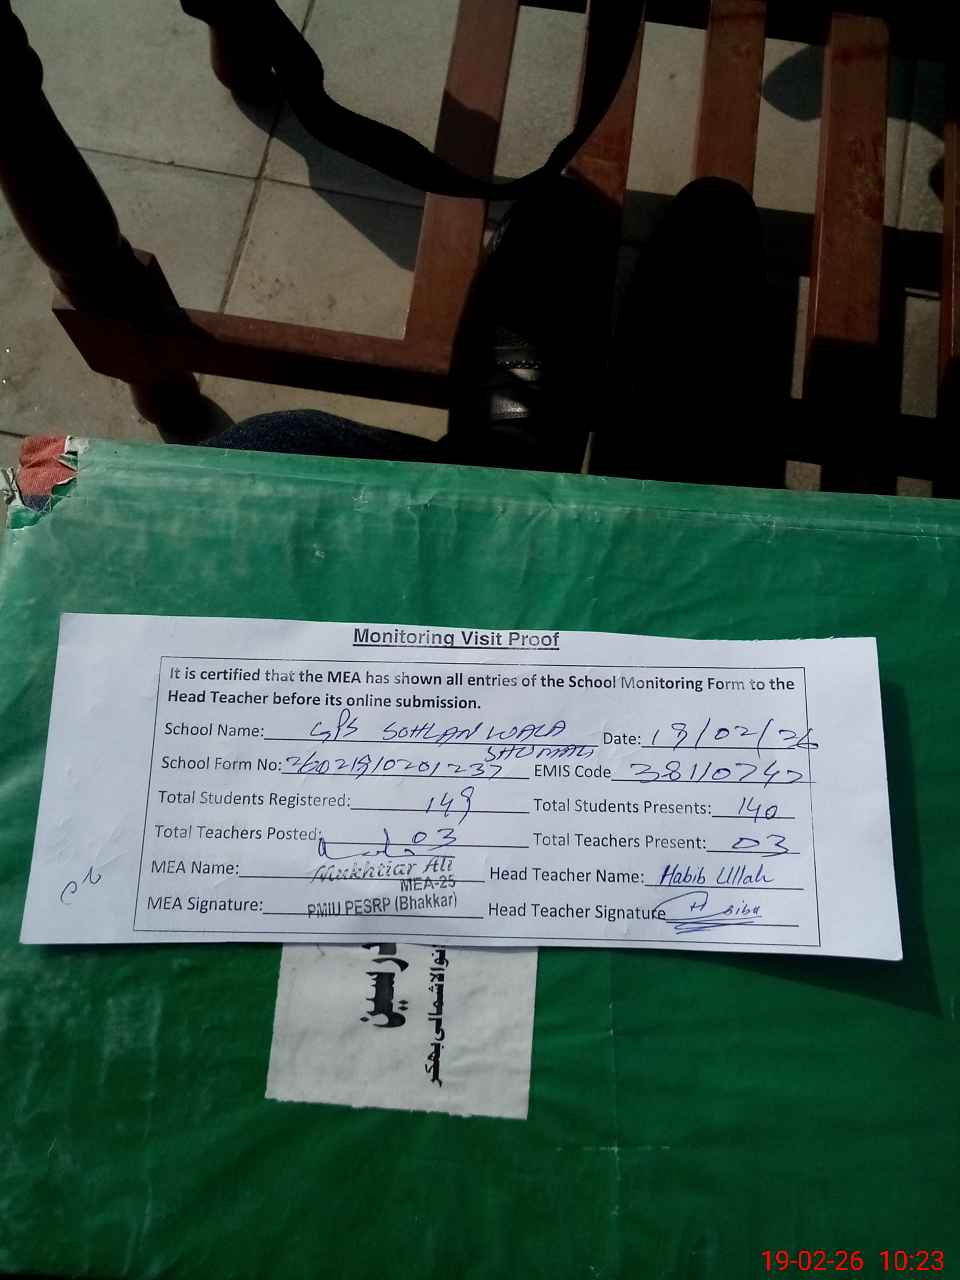 Monitoring Visit Proof
It is certified that the MEA has shown all entries of the School Monitoring Form to the
Head Teacher before its online submission.
School Name: GPS SOHLAN WALA SHUMALI Date: 19/02/26
School Form No: EMIS Code 38110742
Total Students Registered: 149 Total Students Presents: 140
Total Teachers Posted: 03 Total Teachers Present: 03
MEA Name: Mukhtiar Ali Head Teacher Name: Habib Ullah
MEA-25
MEA Signature: PMIU PESRP (Bhakkar) Head Teacher Signature
19-02-26 10:23